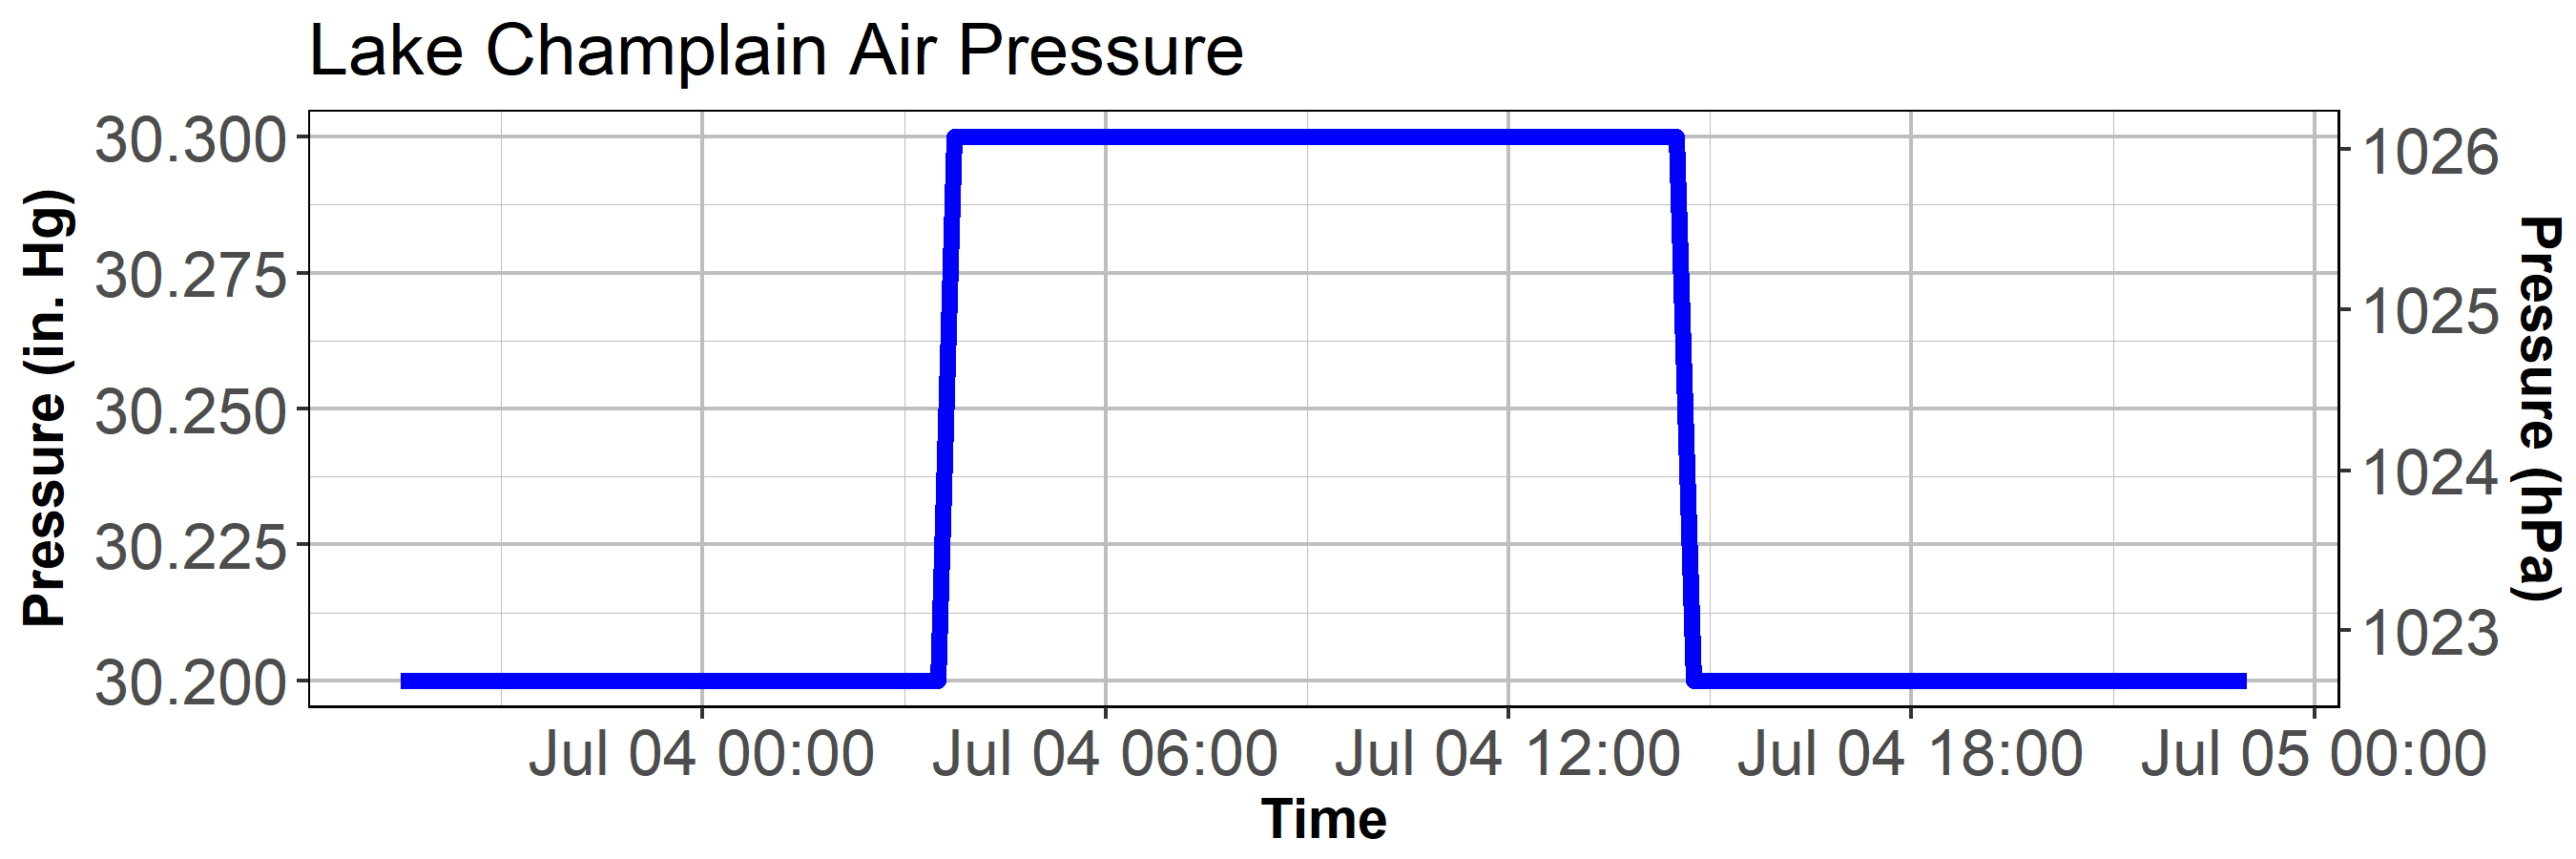 Lake Champlain Air Pressure
30.300
30.275
30.250
30.225
30.200
Pressure (in. Hg)
1026
1025
1024
1023
Pressure (hPa)
Jul 04 00:00 Jul 04 06:00 Jul 04 12:00 Jul 04 18:00 Jul 05 00:00
Time